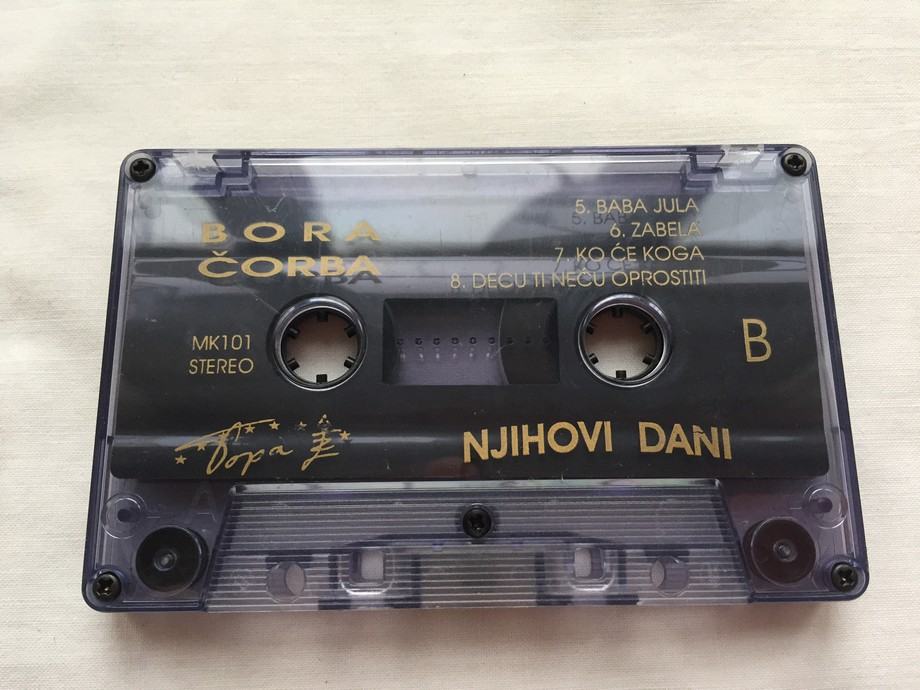 BORA
ČORBA
5. BABA JULA
6. ZABELA
7. KO ĆE KOGA
8. DECU TI NEĆU OPROSTITI
MK101
STEREO
B
Бора Ђ
NJIHOVI DANI
A